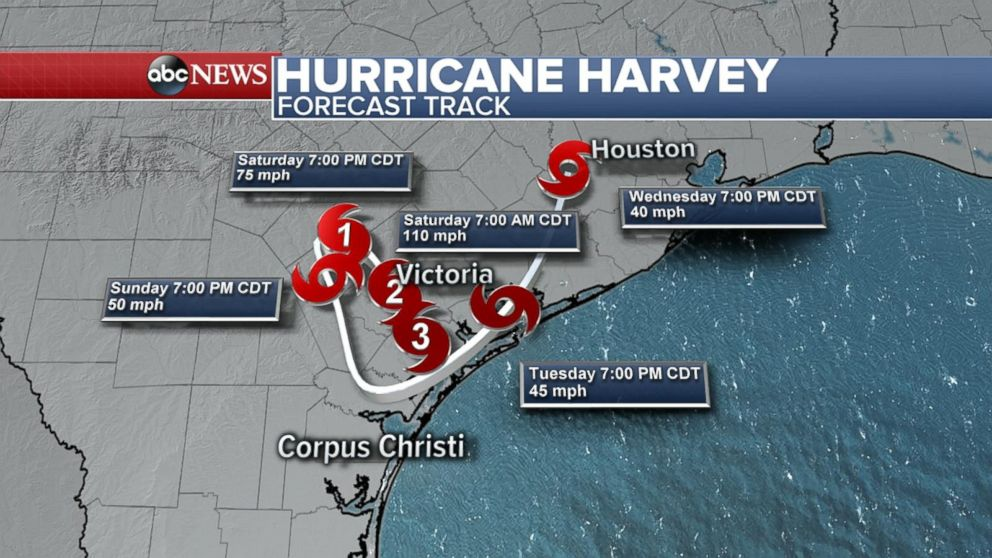 abc NEWS
HURRICANE HARVEY
FORECAST TRACK
Houston
Saturday 7:00 PM CDT
75 mph
Wednesday 7:00 PM CDT
40 mph
Saturday 7:00 AM CDT
110 mph
1
Victoria
2
Sunday 7:00 PM CDT
50 mph
3
Tuesday 7:00 PM CDT
45 mph
Corpus Christi